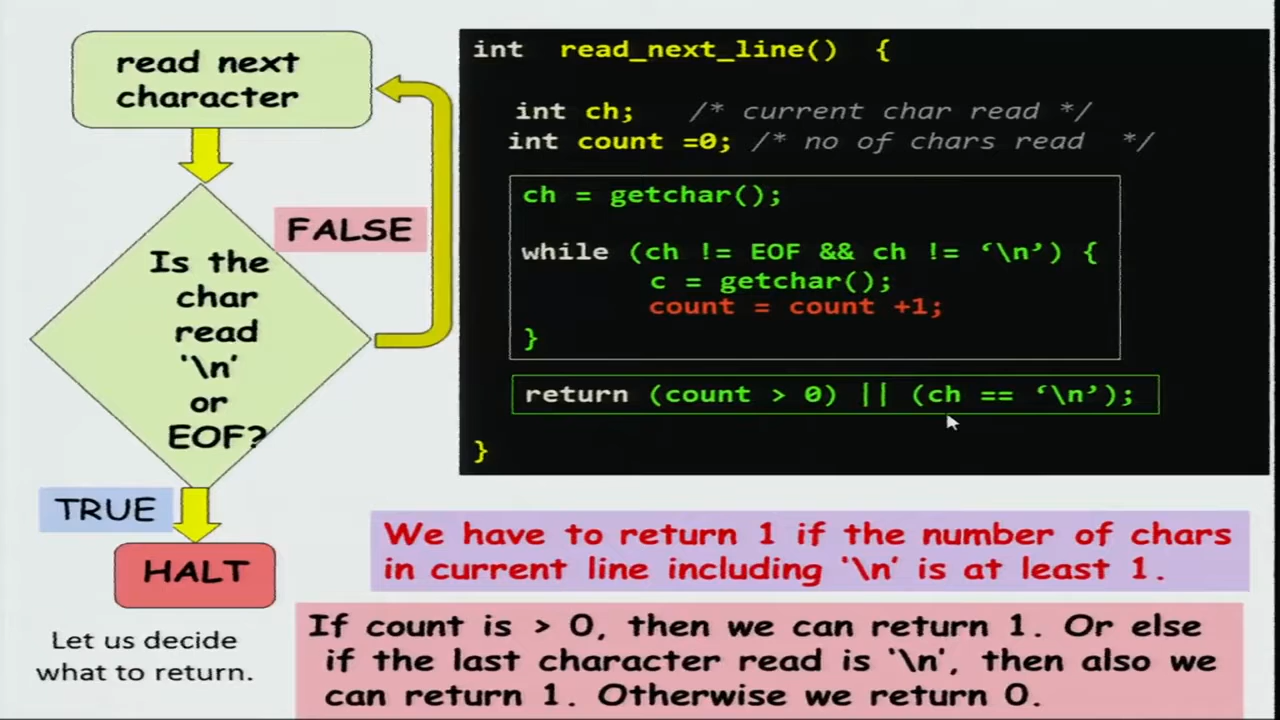 read next
character
FALSE
Is the
char
read
'\n'
or
EOF?
TRUE
HALT
Let us decide
what to return.
int read_next_line() {
int ch; /* current char read */
int count =0; /* no of chars read */
ch = getchar();
while (ch != EOF && ch != ‘\n’) {
c = getchar();
count = count +1;
}
return (count > 0) || (ch == ‘\n’);
}
We have to return 1 if the number of chars
in current line including '\n' is at least 1.
If count is > 0, then we can return 1. Or else
if the last character read is '\n', then also we
can return 1. Otherwise we return 0.